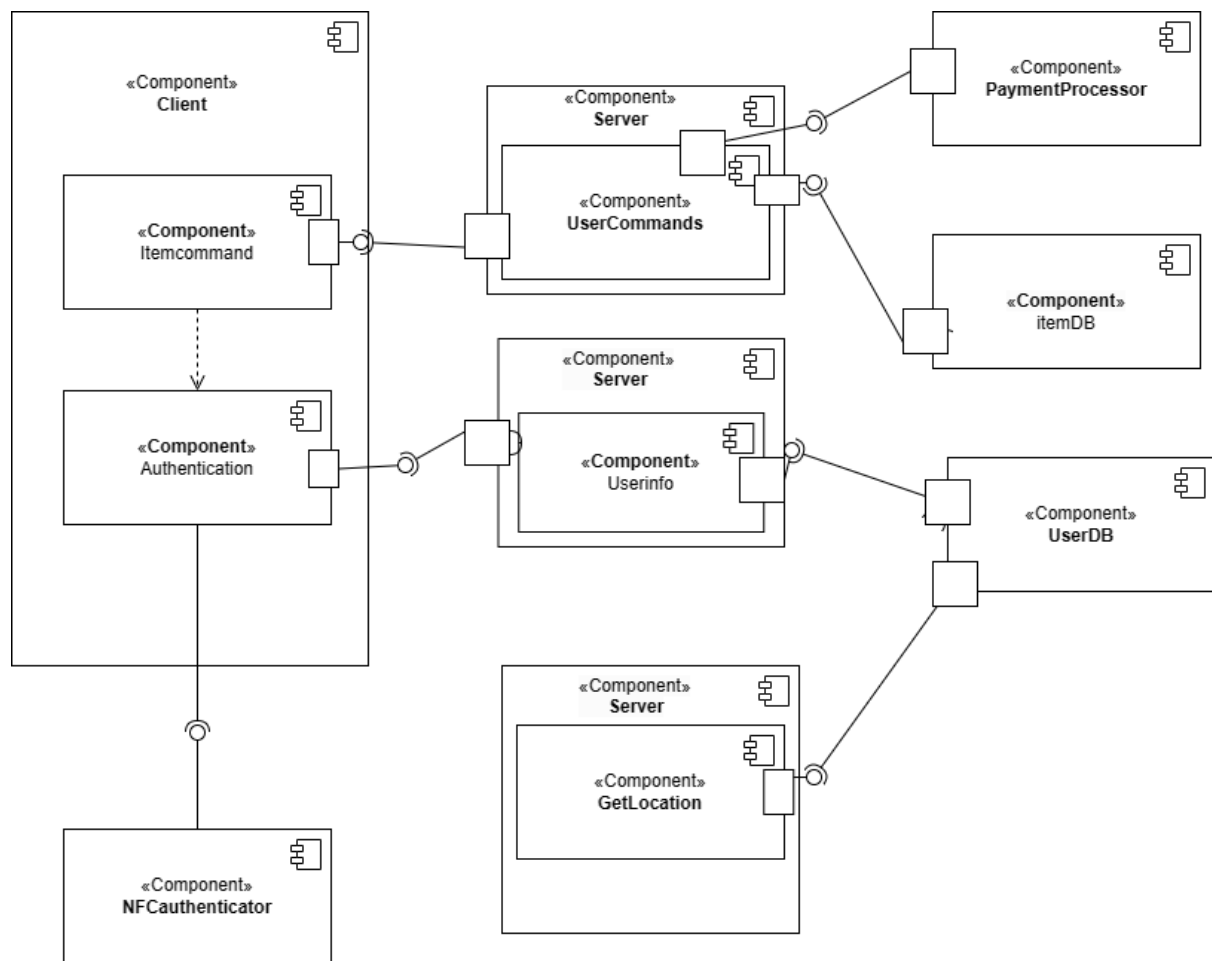 «Component»
Client
«Component»
Itemcommand
«Component»
Authentication
«Component»
NFCauthenticator
«Component»
Server
«Component»
UserCommands
«Component»
Server
«Component»
Userinfo
«Component»
Server
«Component»
GetLocation
«Component»
PaymentProcessor
«Component»
itemDB
«Component»
UserDB